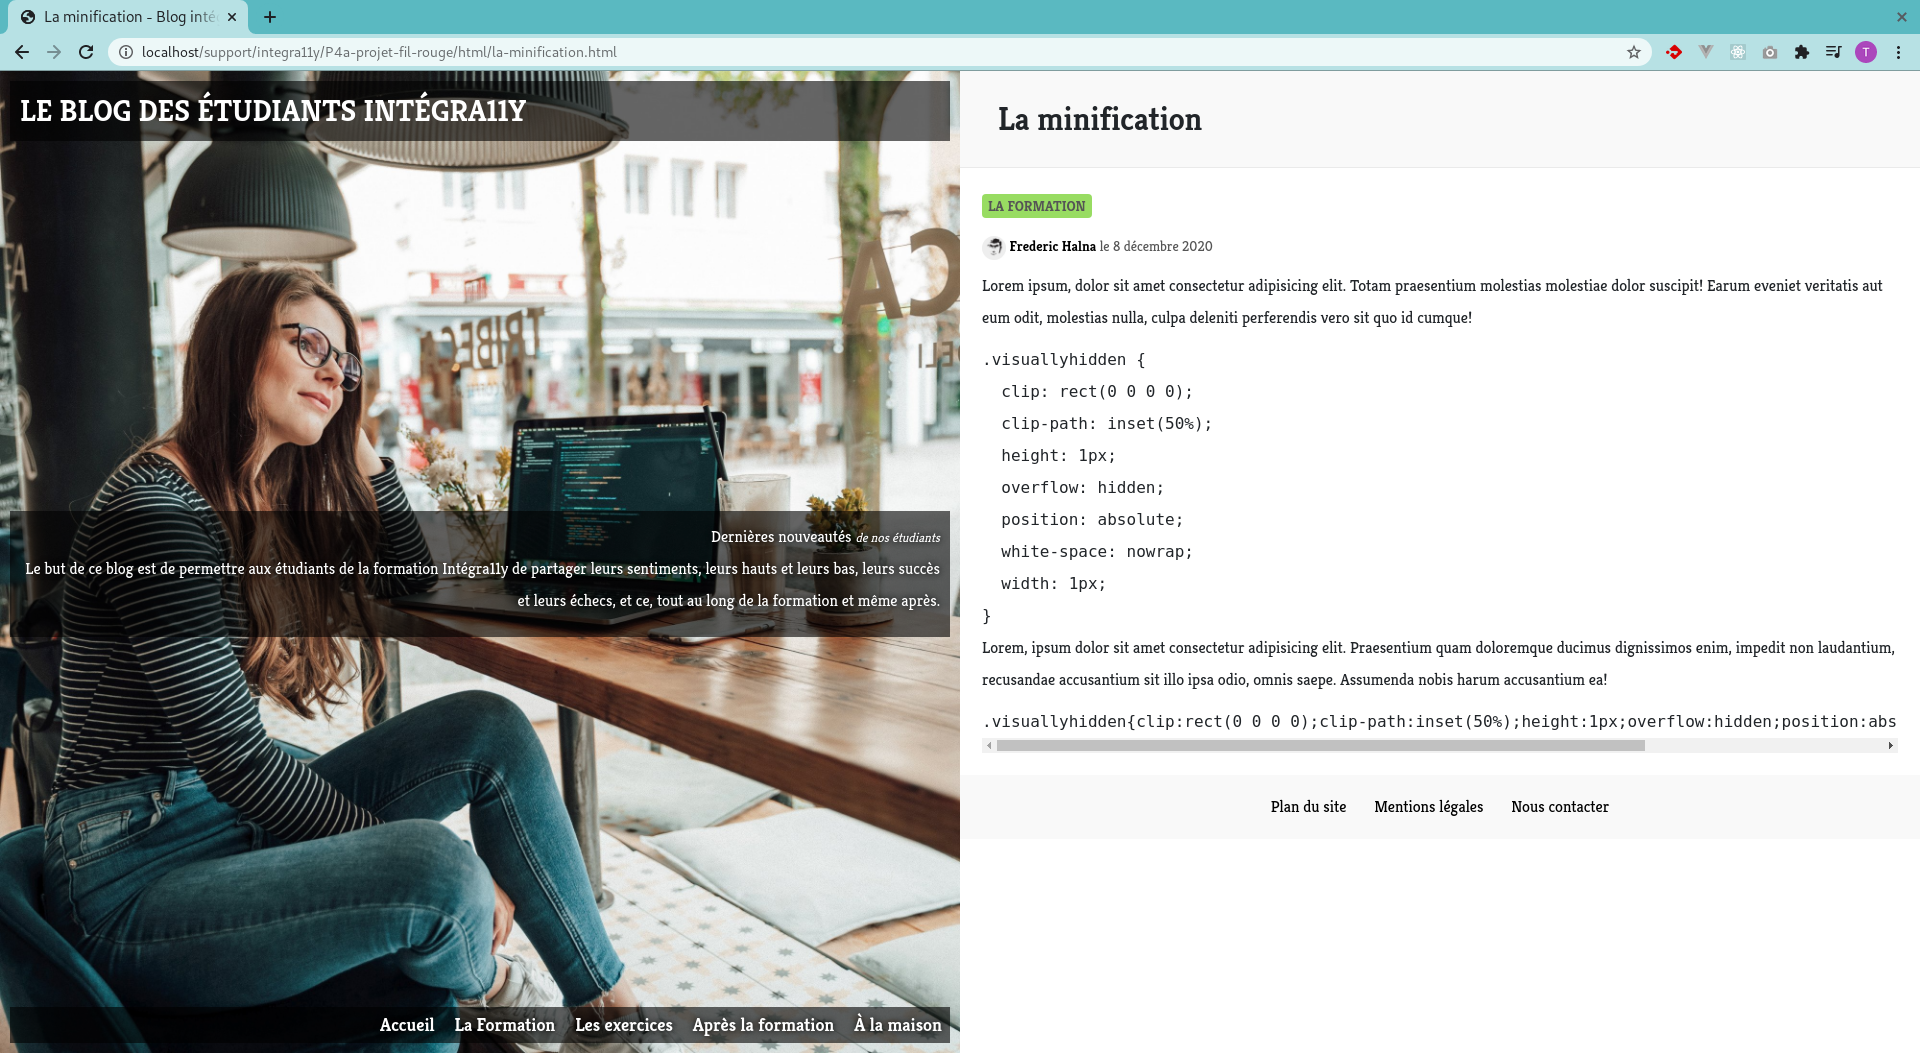 La minification - Blog inté
localhost/support/integra11y/P4a-projet-fil-rouge/html/la-minification.html
T
LE BLOG DES ÉTUDIANTS INTÉGRA11Y
TRIBECA
CA
DELI
Dernières nouveautés de nos étudiants
Le but de ce blog est de permettre aux étudiants de la formation Intégra11y de partager leurs sentiments, leurs hauts et leurs bas, leurs succès
et leurs échecs, et ce, tout au long de la formation et même après.
Accueil La Formation Les exercices Après la formation À la maison
La minification
LA FORMATION
Frederic Halna le 8 décembre 2020
Lorem ipsum, dolor sit amet consectetur adipisicing elit. Totam praesentium molestias molestiae dolor suscipit! Earum eveniet veritatis aut
eum odit, molestias nulla, culpa deleniti perferendis vero sit quo id cumque!
.visuallyhidden {
  clip: rect(0 0 0 0);
  clip-path: inset(50%);
  height: 1px;
  overflow: hidden;
  position: absolute;
  white-space: nowrap;
  width: 1px;
}
Lorem, ipsum dolor sit amet consectetur adipisicing elit. Praesentium quam doloremque ducimus dignissimos enim, impedit non laudantium,
recusandae accusantium sit illo ipsa odio, omnis saepe. Assumenda nobis harum accusantium ea!
.visuallyhidden{clip:rect(0 0 0 0);clip-path:inset(50%);height:1px;overflow:hidden;position:abs
Plan du site Mentions légales Nous contacter